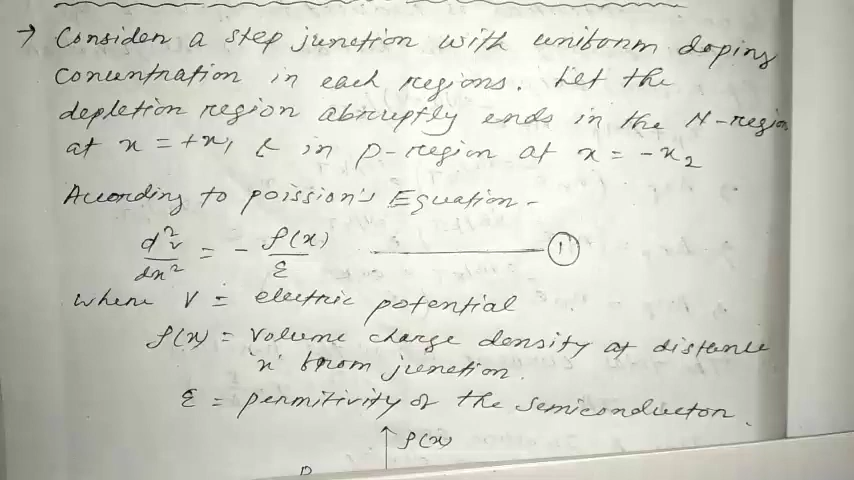 → Consider a step junction with uniform doping
concentration in each regions. Let the
depletion region abruptly ends in the N-region
at x = +x₁ & in p-region at x = -x₂
According to poission's Equation -
d²v/dx² = - ρ(x)/ε ——— ①
where V = electric potential
ρ(x) = volume charge density at distance
'x' from junction.
ε = permitivity of the semiconductor.
↑ ρ(x)